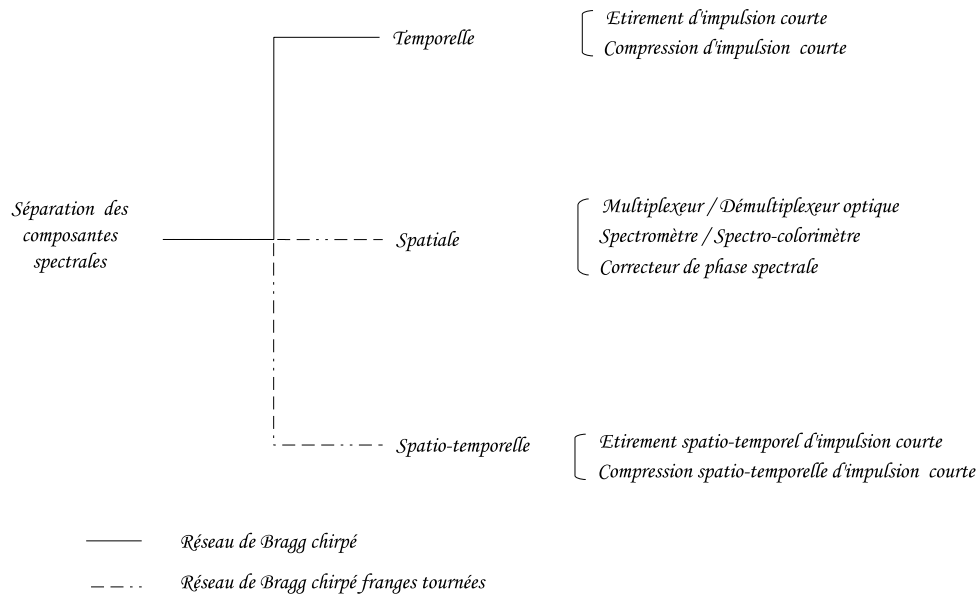 Temporelle
Etirement d'impulsion courte
Compression d'impulsion courte
Séparation des
composantes
spectrales
Spatiale
Multiplexeur / Démultiplexeur optique
Spectromètre / Spectro-colorimètre
Correcteur de phase spectrale
Spatio-temporelle
Etirement spatio-temporel d'impulsion courte
Compression spatio-temporelle d'impulsion courte
Réseau de Bragg chirpé
Réseau de Bragg chirpé franges tournées